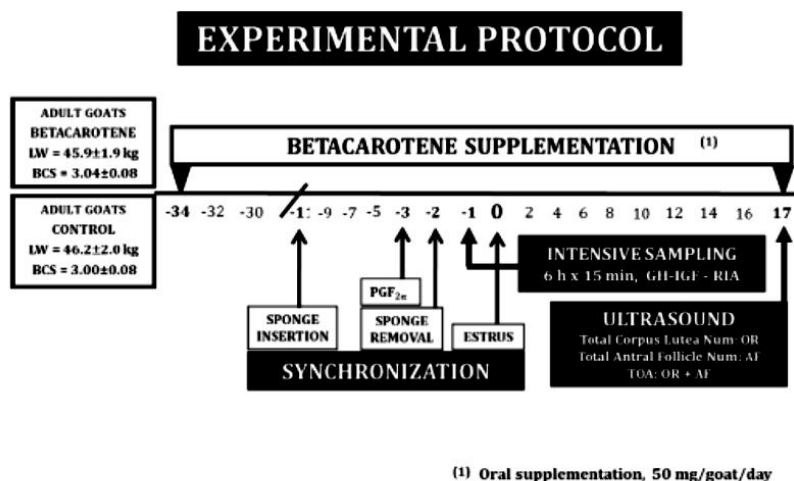 EXPERIMENTAL PROTOCOL
ADULT GOATS
BETACAROTENE
LW = 45.9±1.9 kg
BCS = 3.04±0.08
BETACAROTENE SUPPLEMENTATION (1)
ADULT GOATS
CONTROL
LW = 46.2±2.0 kg
BCS = 3.00±0.08
-34 -32 -30 -1: -9 -7 -5 -3 -2 -1 0 2 4 6 8 10 12 14 16 17
INTENSIVE SAMPLING
6 h x 15 min, GH-IGF - RIA
PGF2α
SPONGE
INSERTION
SPONGE
REMOVAL
ESTRUS
SYNCHRONIZATION
ULTRASOUND
Total Corpus Lutea Num: OR
Total Antral Follicle Num: AF
TOA: OR + AF
(1) Oral supplementation, 50 mg/goat/day